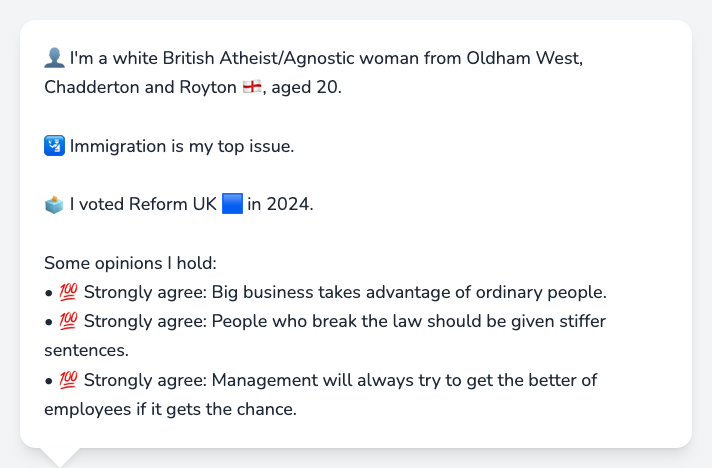 👤 I'm a white British Atheist/Agnostic woman from Oldham West,
Chadderton and Royton 🏴󠁧󠁢󠁥󠁮󠁧󠁿, aged 20.
🛂 Immigration is my top issue.
🗳️ I voted Reform UK 🟦 in 2024.
Some opinions I hold:
• 💯 Strongly agree: Big business takes advantage of ordinary people.
• 💯 Strongly agree: People who break the law should be given stiffer
sentences.
• 💯 Strongly agree: Management will always try to get the better of
employees if it gets the chance.